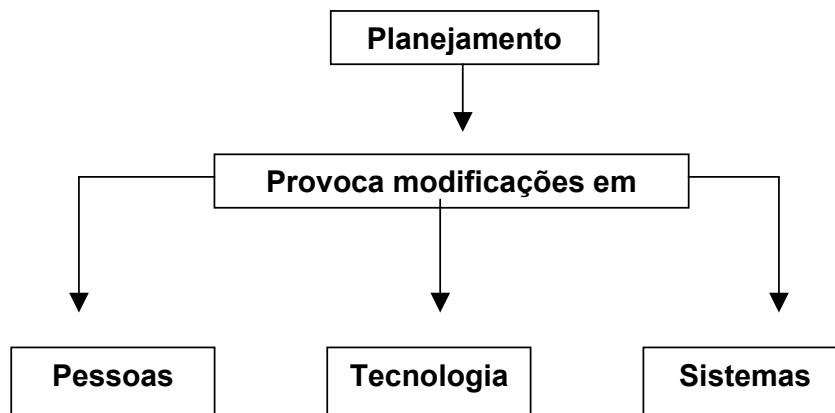 Planejamento
Provoca modificações em
Pessoas
Tecnologia
Sistemas